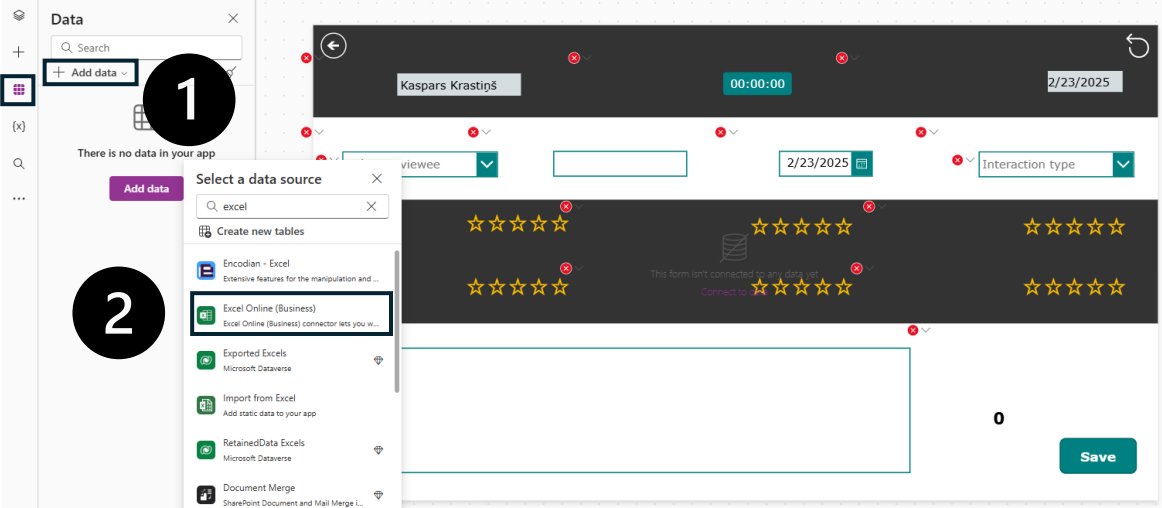 Data
Search
Add data
1
{x}
There is no data in your app
Add data
Select a data source
excel
Create new tables
Encodian - Excel
Extensive features for the manipulation and ...
2
Excel Online (Business)
Excel Online (Business) connector lets you w...
Exported Excels
Microsoft Dataverse
Import from Excel
Add static data to your app
RetainedData Excels
Microsoft Dataverse
Document Merge
SharePoint Document and Mail Merge i...
Kaspars Krastiņš
00:00:00
2/23/2025
viewee
2/23/2025
Interaction type
This form isn't connected to any data yet
Connect to data
0
Save